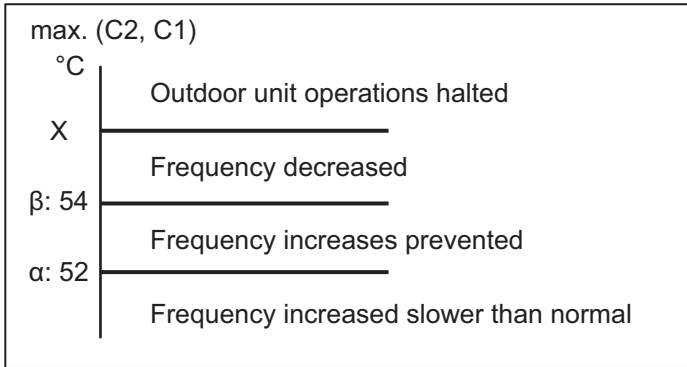 max. (C2, C1)
°C
Outdoor unit operations halted
X
Frequency decreased
β: 54
Frequency increases prevented
α: 52
Frequency increased slower than normal